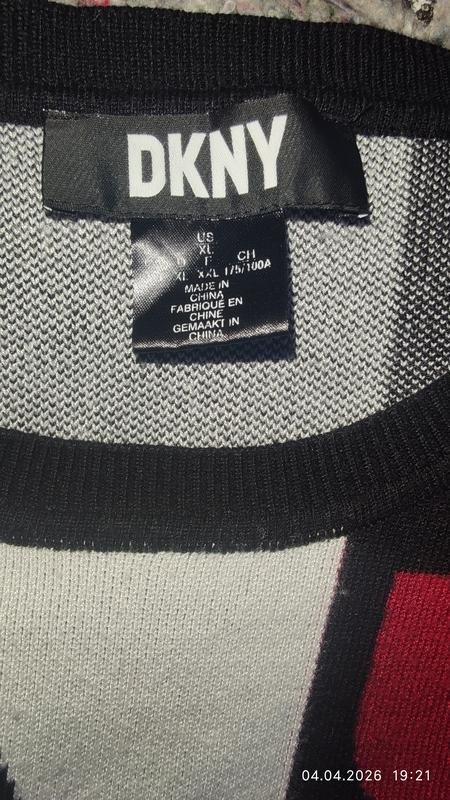 DKNY
US
XL
I CH
XL XXL 175/100A
MADE IN
CHINA
FABRIQUÉ EN
CHINE
GEMAAKT IN
CHINA
04.04.2026 19:21